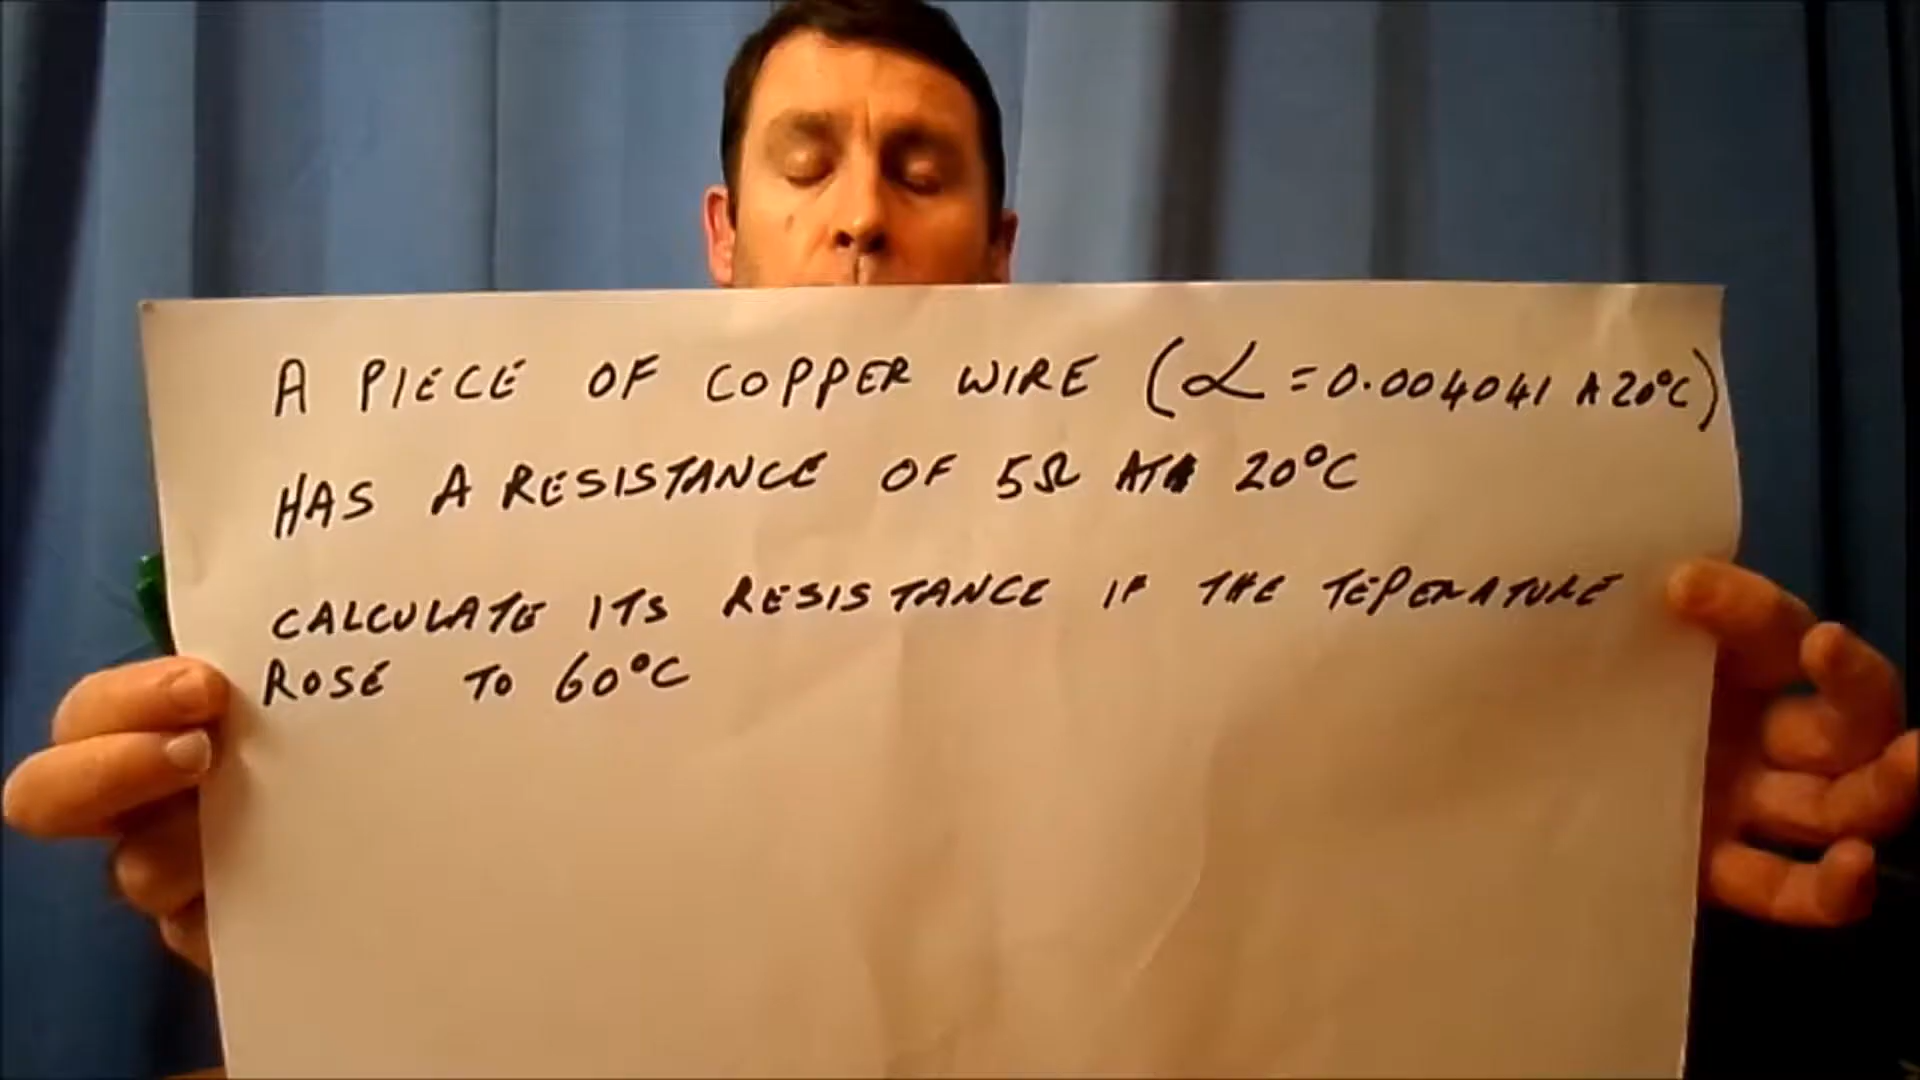 A PIECE OF COPPER WIRE (α = 0.004041 A 20°C)
HAS A RESISTANCE OF 5Ω AT 20°C
CALCULATE ITS RESISTANCE IF THE TEPERATURE
ROSE TO 60°C